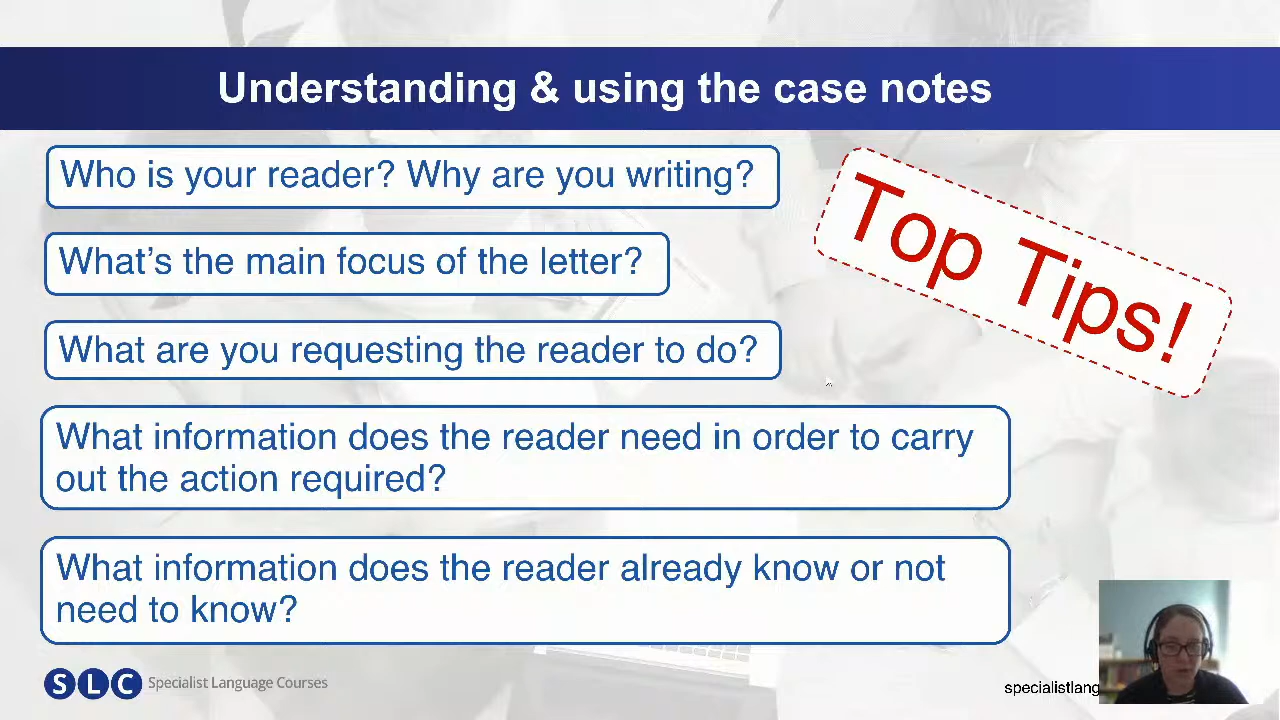 Understanding & using the case notes
Who is your reader? Why are you writing?
Top Tips!
What’s the main focus of the letter?
What are you requesting the reader to do?
What information does the reader need in order to carry
out the action required?
What information does the reader already know or not
need to know?
SLC Specialist Language Courses
specialistlang